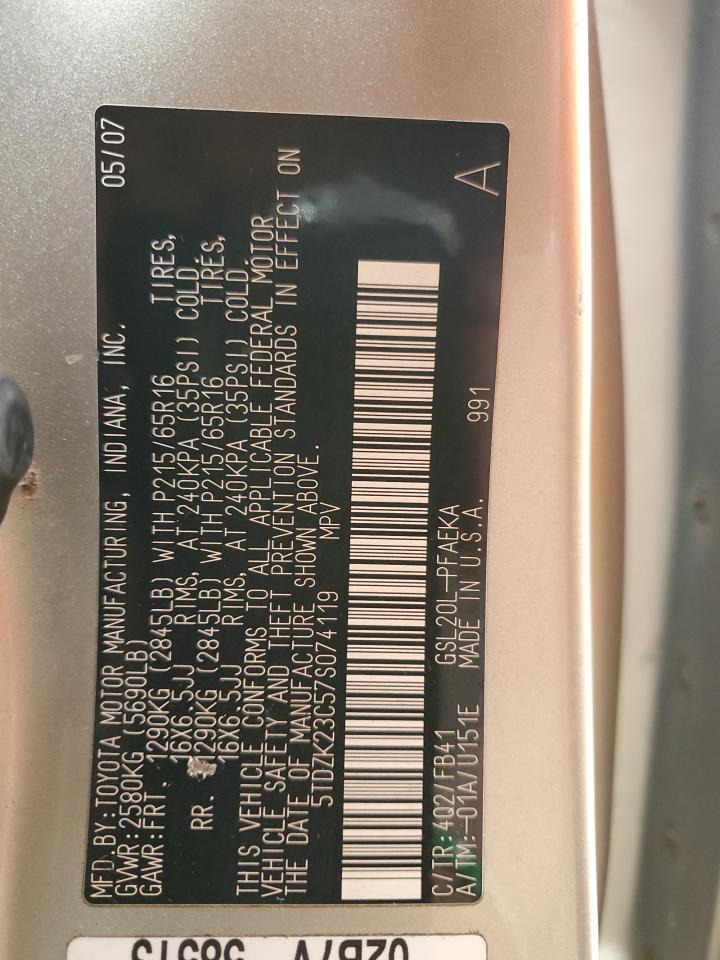 MFD BY:TOYOTA MOTOR MANUFACTURING, INDIANA, INC. 05/07
GVWR:2580KG (5690LB)
GAWR:FRT. 1290KG (2845LB) WITH P215/65R16 TIRES,
16X6.5JJ RIMS, AT 240KPA (35PSI) COLD
RR. 1290KG (2845LB) WITH P215/65R16 TIRES,
16X6.5JJ RIMS, AT 240KPA (35PSI) COLD.
THIS VEHICLE CONFORMS TO ALL APPLICABLE FEDERAL MOTOR
VEHICLE SAFETY AND THEFT PREVENTION STANDARDS IN EFFECT ON
THE DATE OF MANUFACTURE SHOWN ABOVE.
5TDZK23C57S074119 MPV
C/TR:4Q2/FB41 GSL20L-PFAEKA
A/TM:-01A/U151E MADE IN U.S.A. 991 A